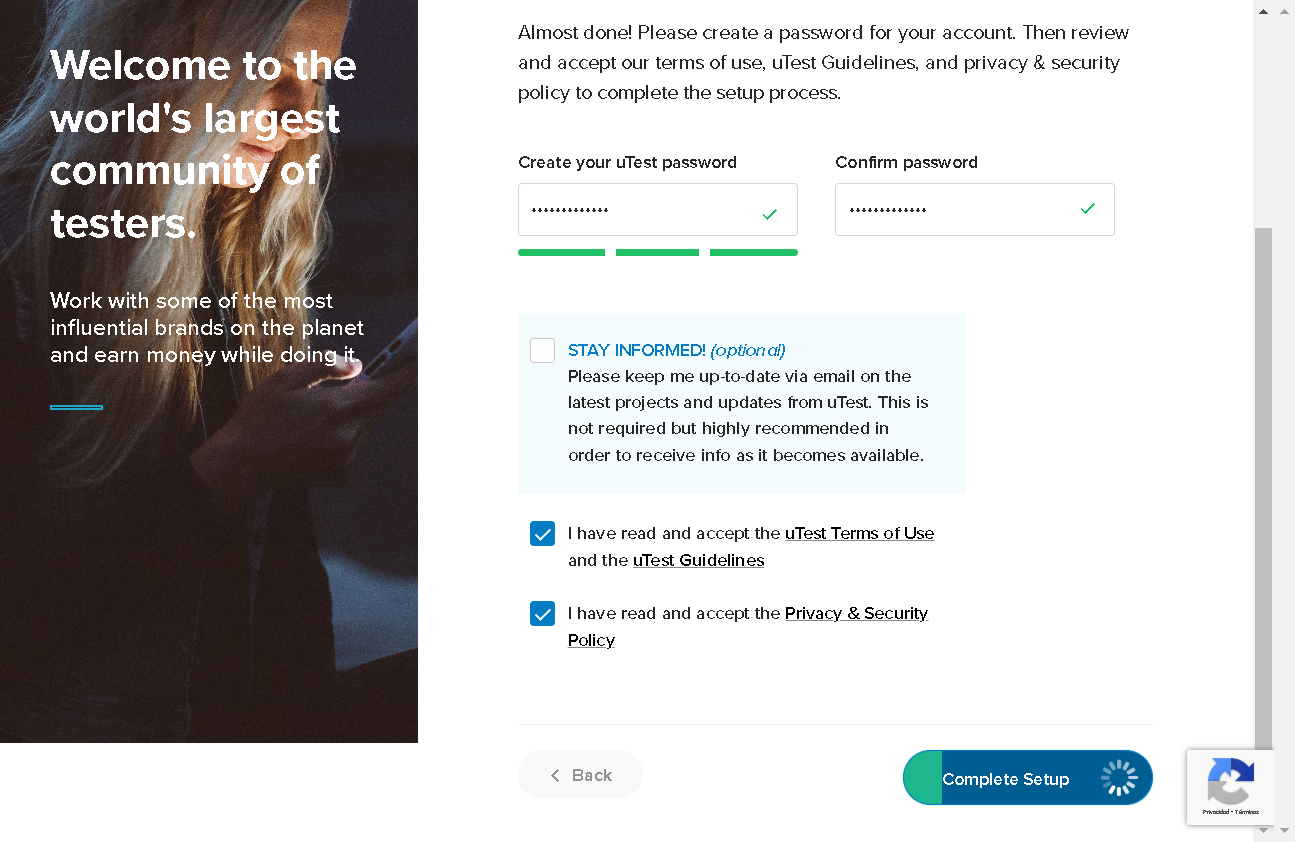 Welcome to the
world's largest
community of
testers.
Work with some of the most
influential brands on the planet
and earn money while doing it.
Almost done! Please create a password for your account. Then review
and accept our terms of use, uTest Guidelines, and privacy & security
policy to complete the setup process.
Create your uTest password
Confirm password
•••••••••••••
•••••••••••••
STAY INFORMED! (optional)
Please keep me up-to-date via email on the
latest projects and updates from uTest. This is
not required but highly recommended in
order to receive info as it becomes available.
I have read and accept the uTest Terms of Use
and the uTest Guidelines
I have read and accept the Privacy & Security
Policy
Back
Complete Setup
Privacidad - Términos